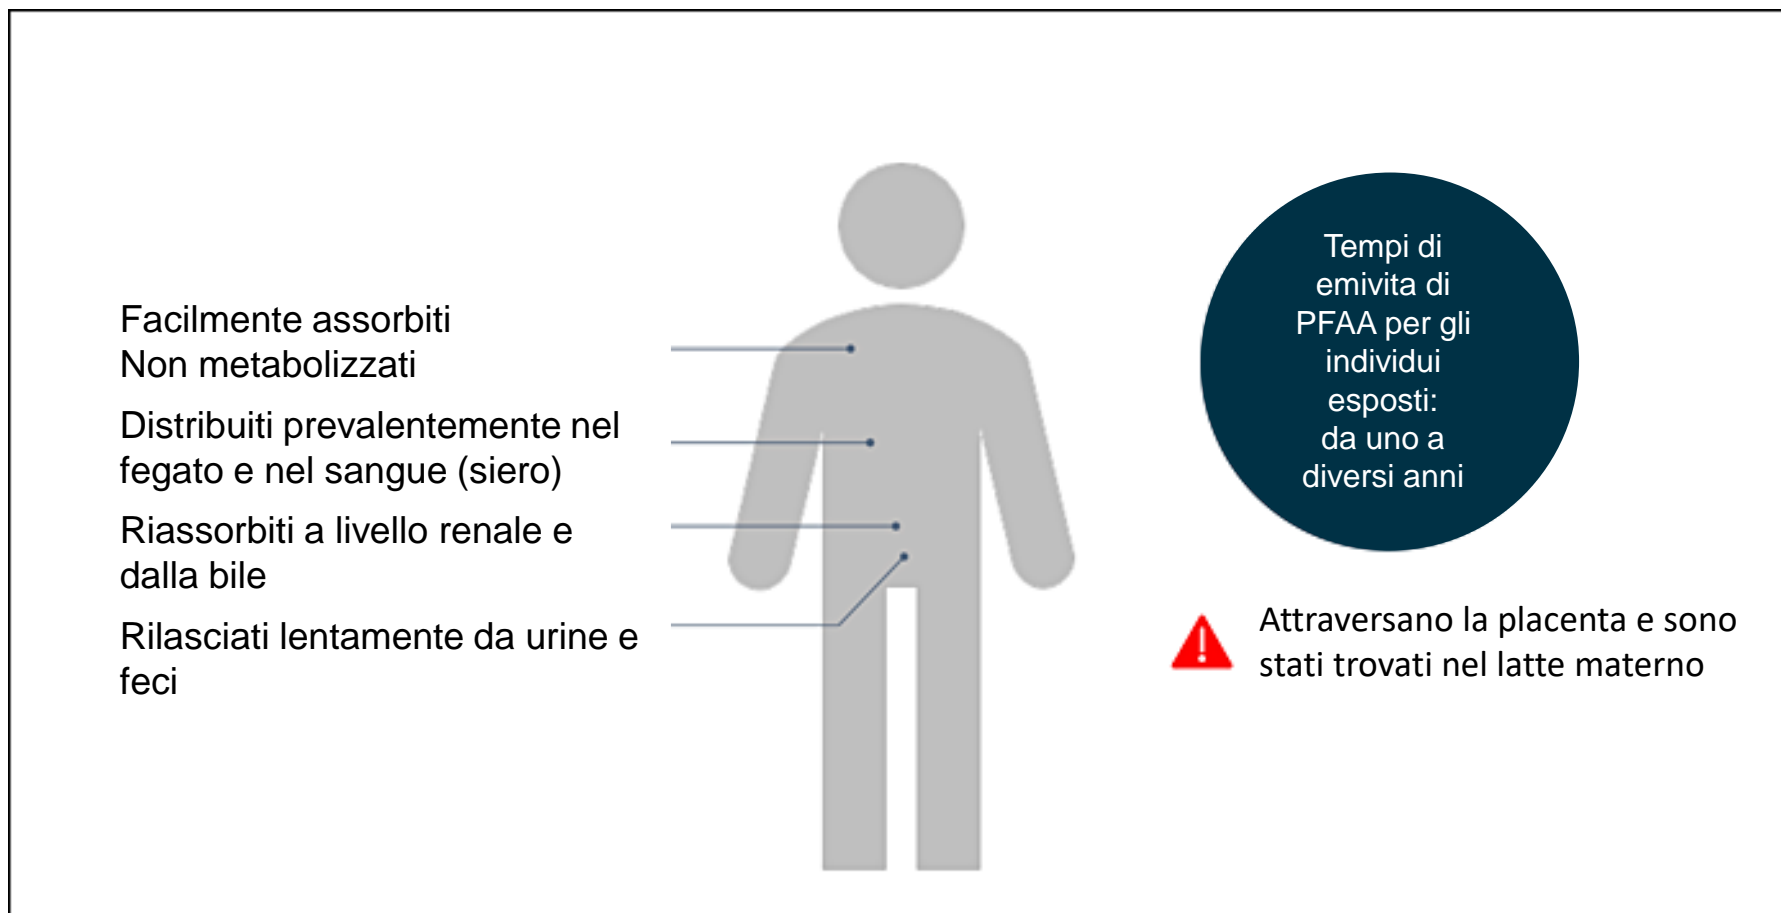 Facilmente assorbiti
Non metabolizzati
Distribuiti prevalentemente nel
fegato e nel sangue (siero)
Riassorbiti a livello renale e
dalla bile
Rilasciati lentamente da urine e
feci
Tempi di
emivita di
PFAA per gli
individui
esposti:
da uno a
diversi anni
Attraversano la placenta e sono
stati trovati nel latte materno